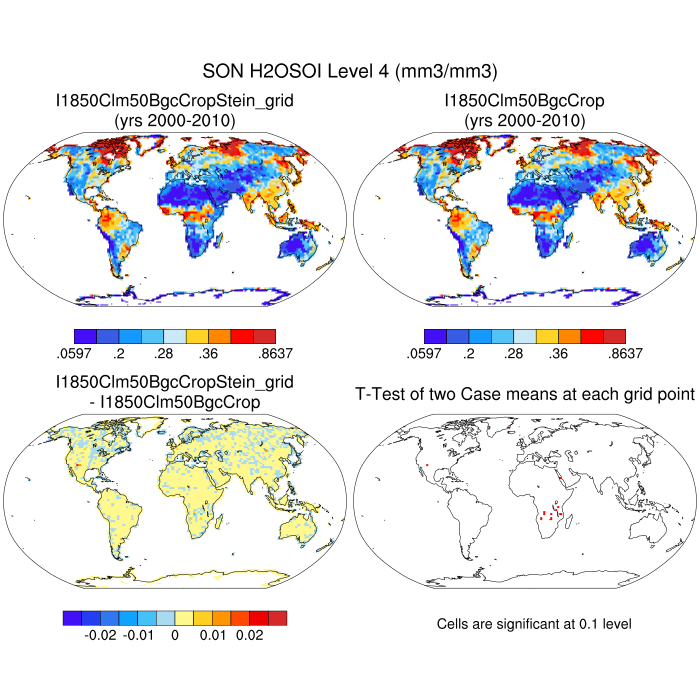 SON H2OSOI Level 4 (mm3/mm3)
I1850Clm50BgcCropStein_grid
(yrs 2000-2010)
I1850Clm50BgcCrop
(yrs 2000-2010)
.0597 .2 .28 .36 .8637
.0597 .2 .28 .36 .8637
I1850Clm50BgcCropStein_grid
- I1850Clm50BgcCrop
T-Test of two Case means at each grid point
-0.02 -0.01 0 0.01 0.02
Cells are significant at 0.1 level